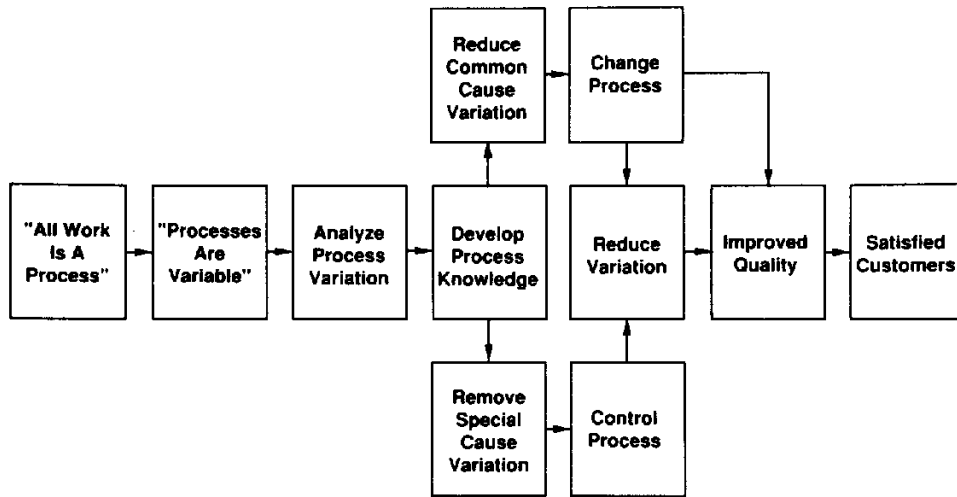 Reduce
Common
Cause
Variation
Change
Process
"All Work
Is A
Process"
"Processes
Are
Variable"
Analyze
Process
Variation
Develop
Process
Knowledge
Reduce
Variation
Improved
Quality
Satisfied
Customers
Remove
Special
Cause
Variation
Control
Process